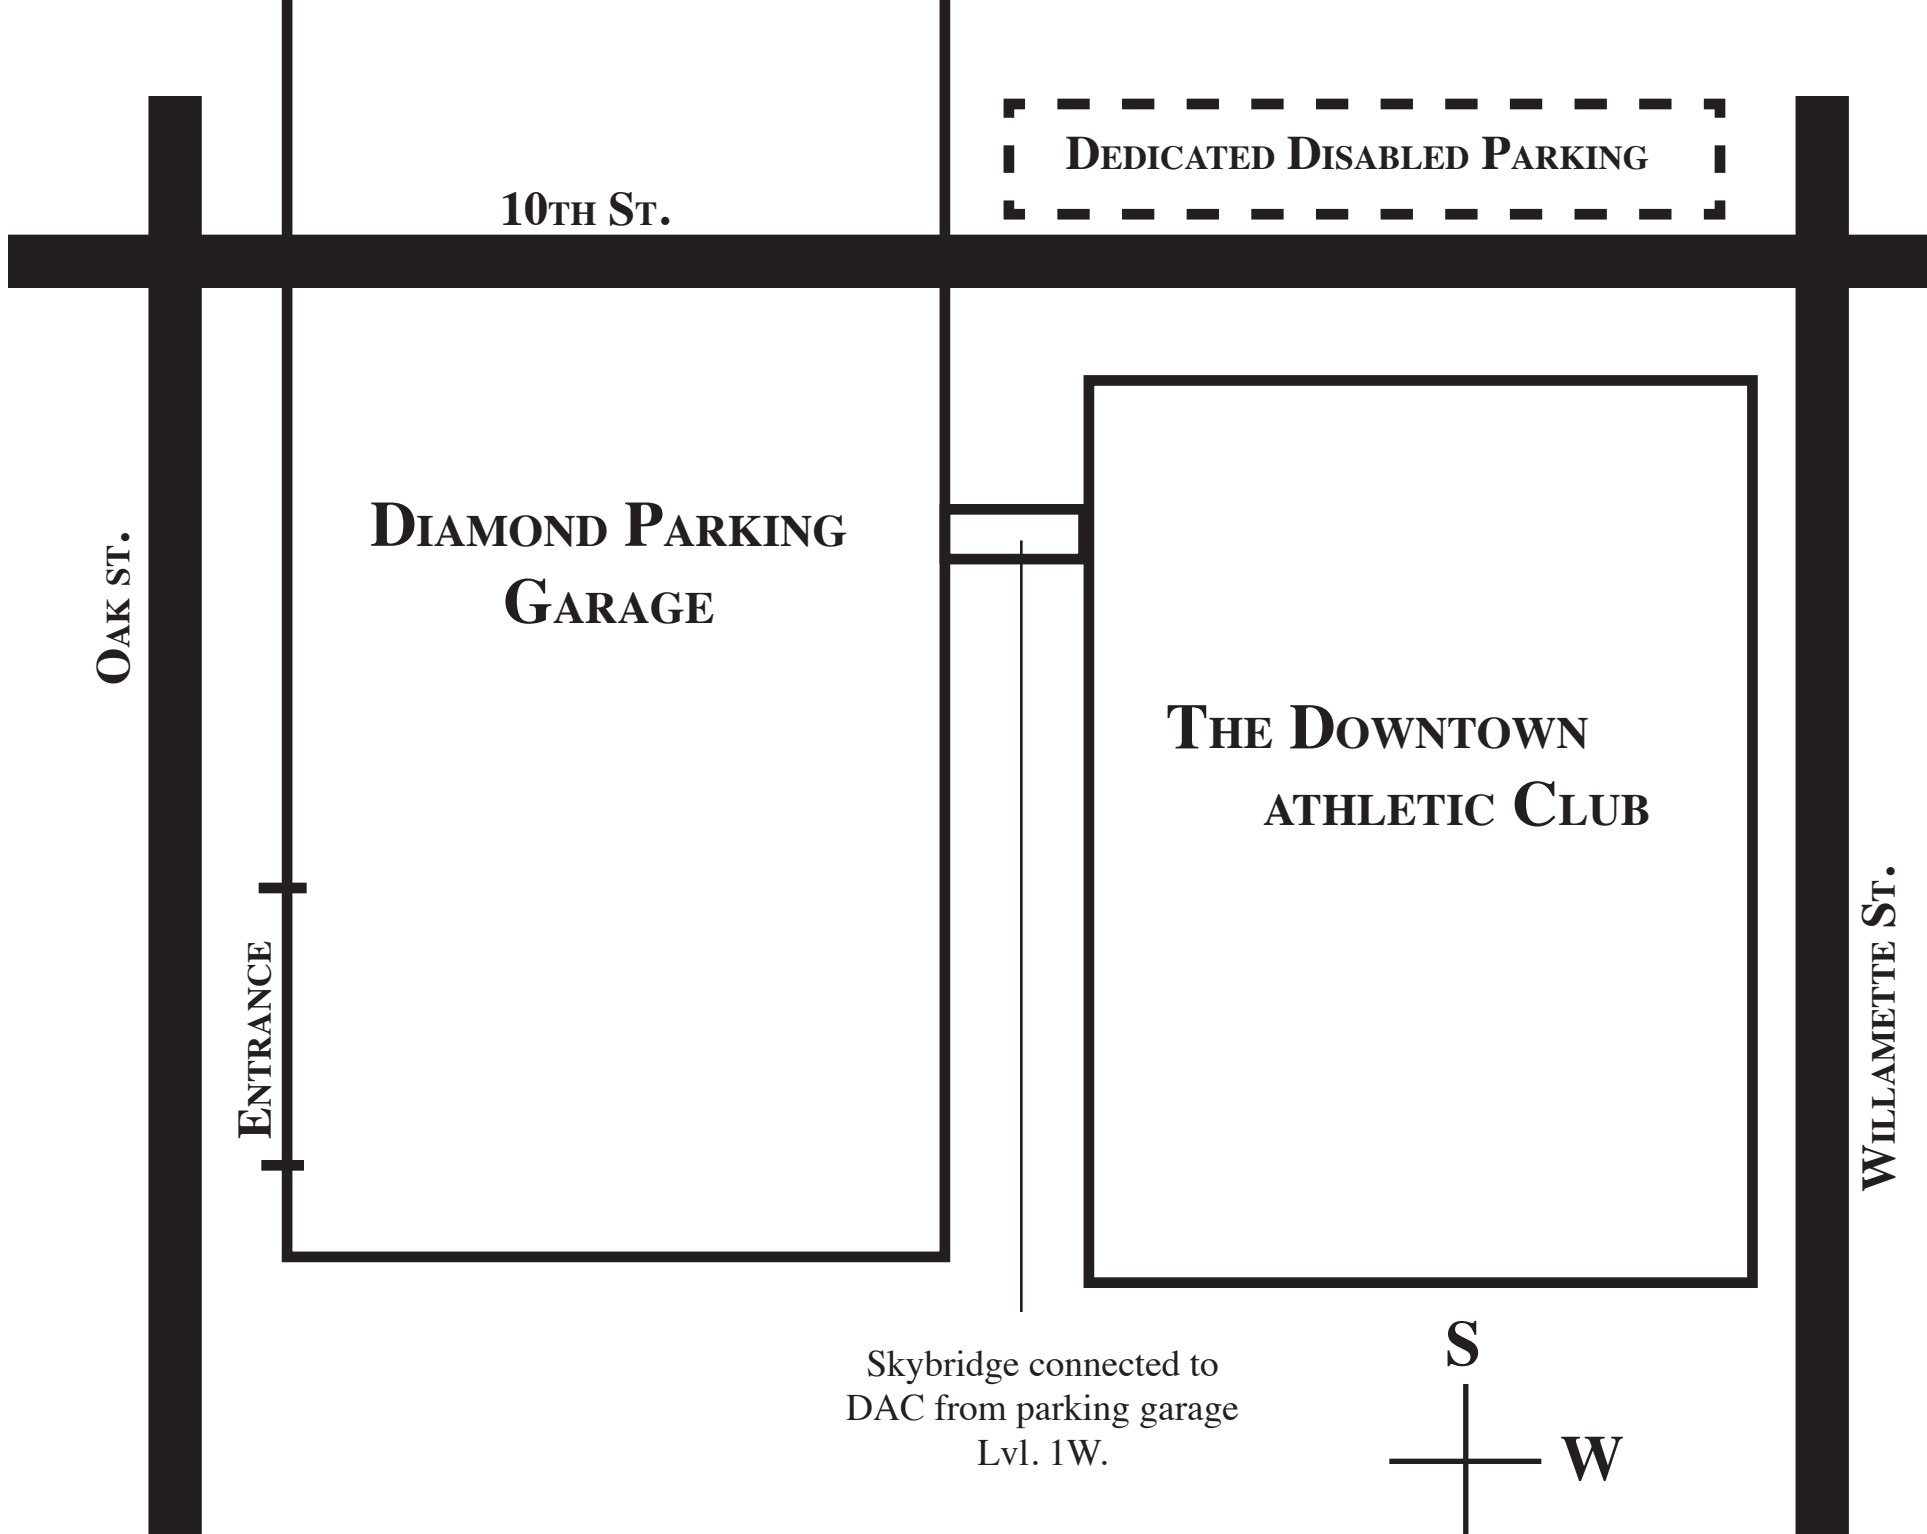 Dedicated Disabled Parking
10th St.
Diamond Parking
Garage
Oak st.
The Downtown
athletic Club
Entrance
Willamette St.
Skybridge connected to
DAC from parking garage
Lvl. 1W.
S
W